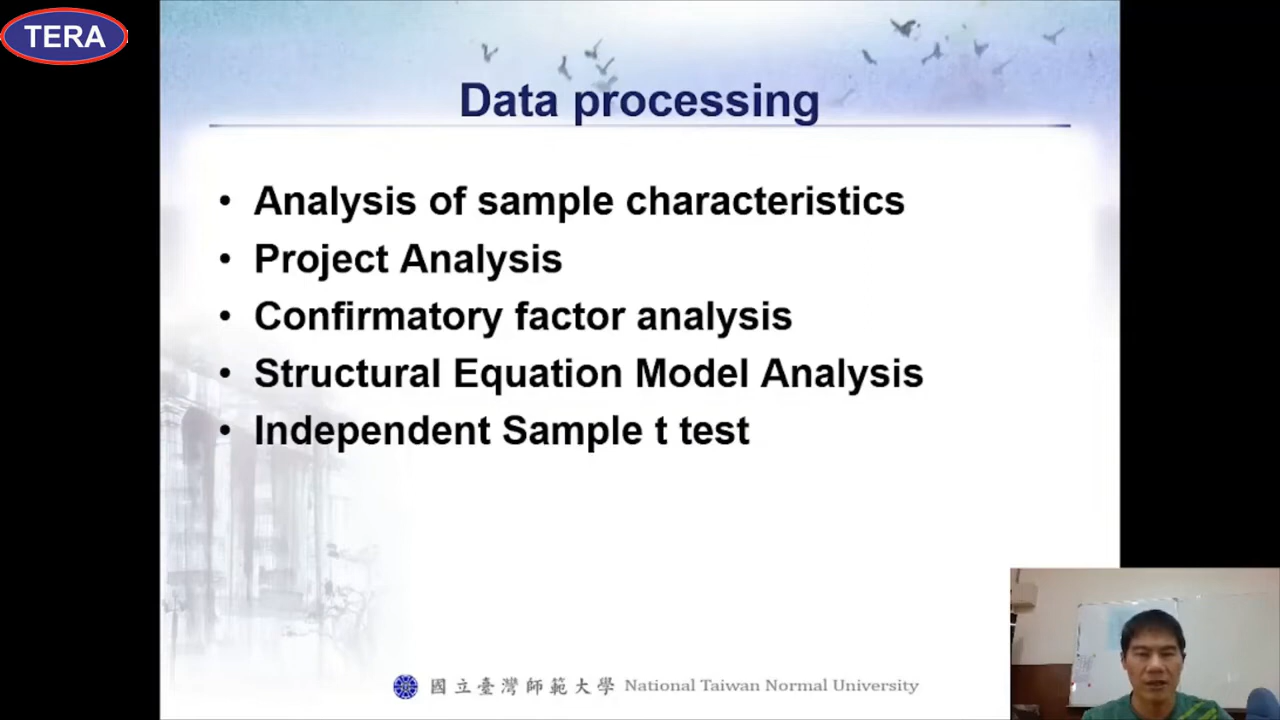 TERA
Data processing
• Analysis of sample characteristics
• Project Analysis
• Confirmatory factor analysis
• Structural Equation Model Analysis
• Independent Sample t test
國立臺灣師範大學 National Taiwan Normal University